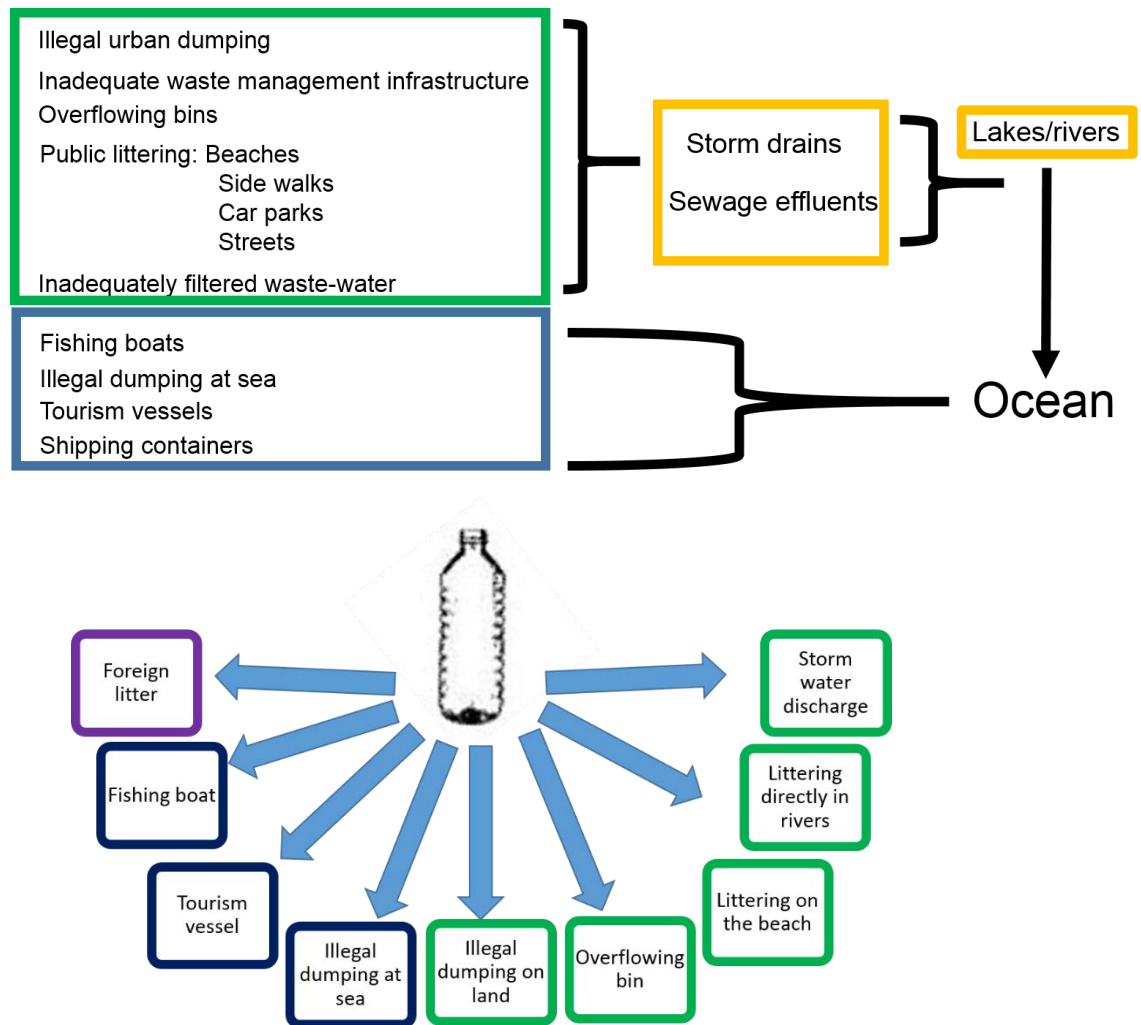 Illegal urban dumping
Inadequate waste management infrastructure
Overflowing bins
Public littering: Beaches
Side walks
Car parks
Streets
Inadequately filtered waste-water
Storm drains
Sewage effluents
Lakes/rivers
Fishing boats
Illegal dumping at sea
Tourism vessels
Shipping containers
Ocean
Foreign
litter
Fishing boat
Tourism
vessel
Illegal
dumping at
sea
Illegal
dumping on
land
Overflowing
bin
Littering on
the beach
Littering
directly in
rivers
Storm
water
discharge